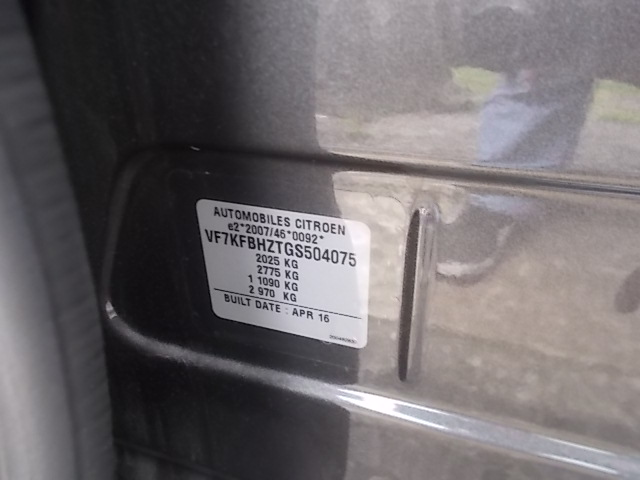 AUTOMOBILES CITROEN
e2*2007/46*0092*
VF7KFBHZTGS504075
2025 KG
2775 KG
1 1090 KG
2 970 KG
BUILT DATE : APR 16